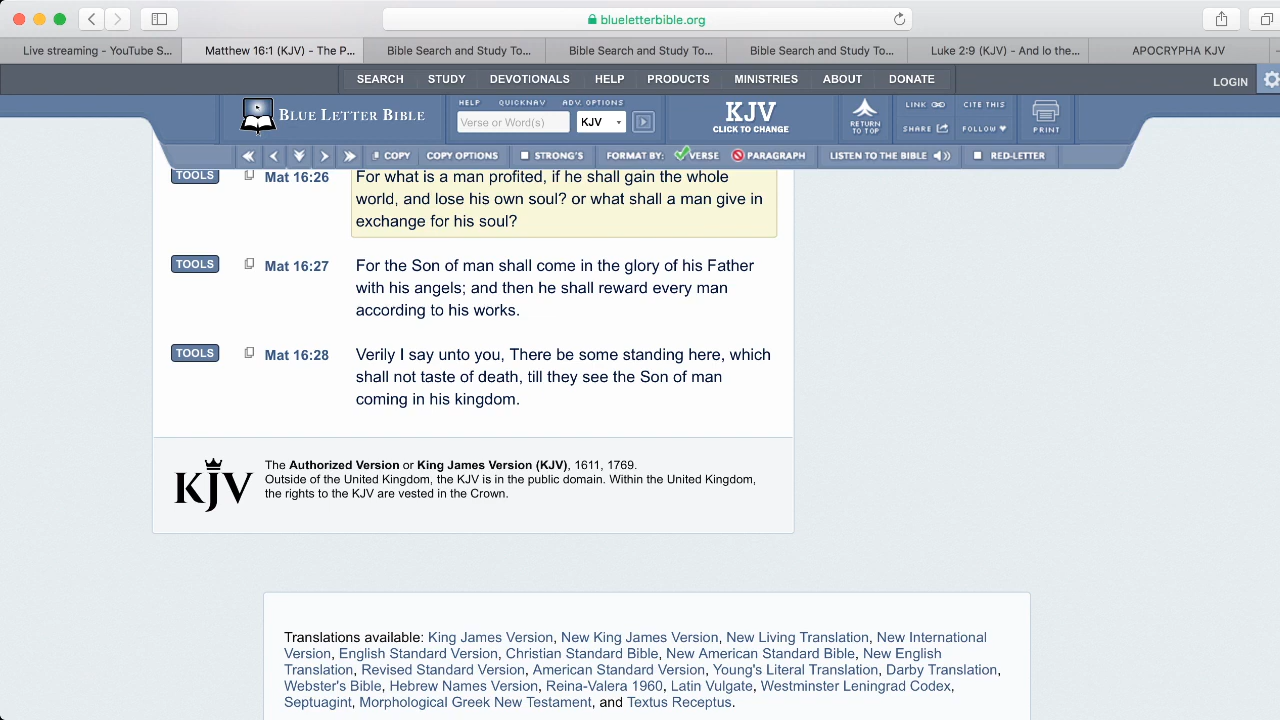 blueletterbible.org
Live streaming - YouTube S... Matthew 16:1 (KJV) - The P... Bible Search and Study To... Bible Search and Study To... Bible Search and Study To... Luke 2:9 (KJV) - And lo the... APOCRYPHA KJV
SEARCH STUDY DEVOTIONALS HELP PRODUCTS MINISTRIES ABOUT DONATE LOGIN
BLUE LETTER BIBLE
HELP QUICKNAV ADV. OPTIONS
Verse or Word(s) KJV
KJV
CLICK TO CHANGE
RETURN
TO TOP
LINK CITE THIS
SHARE FOLLOW
PRINT
COPY COPY OPTIONS STRONG'S FORMAT BY: VERSE PARAGRAPH LISTEN TO THE BIBLE RED-LETTER
TOOLS Mat 16:26 For what is a man profited, if he shall gain the whole
world, and lose his own soul? or what shall a man give in
exchange for his soul?
TOOLS Mat 16:27 For the Son of man shall come in the glory of his Father
with his angels; and then he shall reward every man
according to his works.
TOOLS Mat 16:28 Verily I say unto you, There be some standing here, which
shall not taste of death, till they see the Son of man
coming in his kingdom.
KJV
The Authorized Version or King James Version (KJV), 1611, 1769.
Outside of the United Kingdom, the KJV is in the public domain. Within the United Kingdom,
the rights to the KJV are vested in the Crown.
Translations available: King James Version, New King James Version, New Living Translation, New International
Version, English Standard Version, Christian Standard Bible, New American Standard Bible, New English
Translation, Revised Standard Version, American Standard Version, Young's Literal Translation, Darby Translation,
Webster's Bible, Hebrew Names Version, Reina-Valera 1960, Latin Vulgate, Westminster Leningrad Codex,
Septuagint, Morphological Greek New Testament, and Textus Receptus.